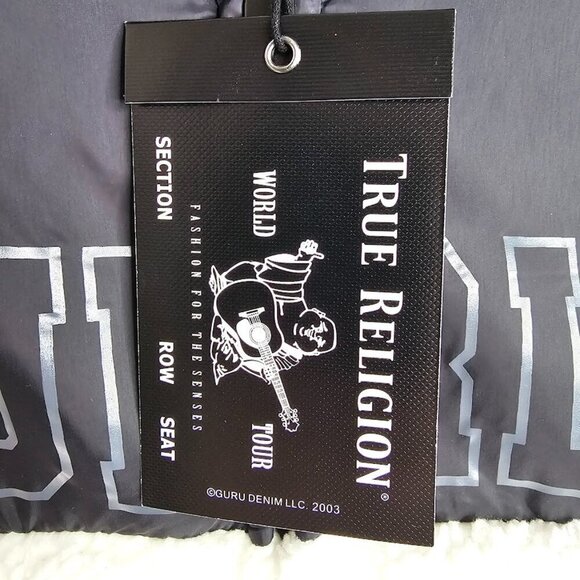 TRUE RELIGION®
WORLD TOUR
FASHION FOR THE SENSES
SECTION ROW SEAT
©GURU DENIM LLC. 2003